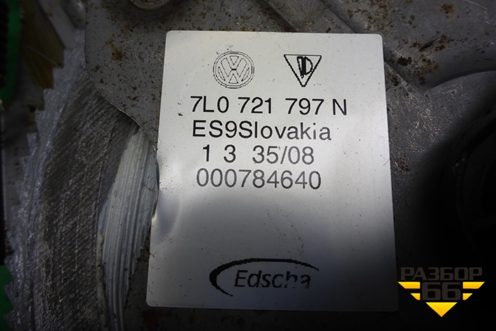 7L0 721 797 N
ES9Slovakia
1 3 35/08
000784640
Edscha
РАЗБОР
66